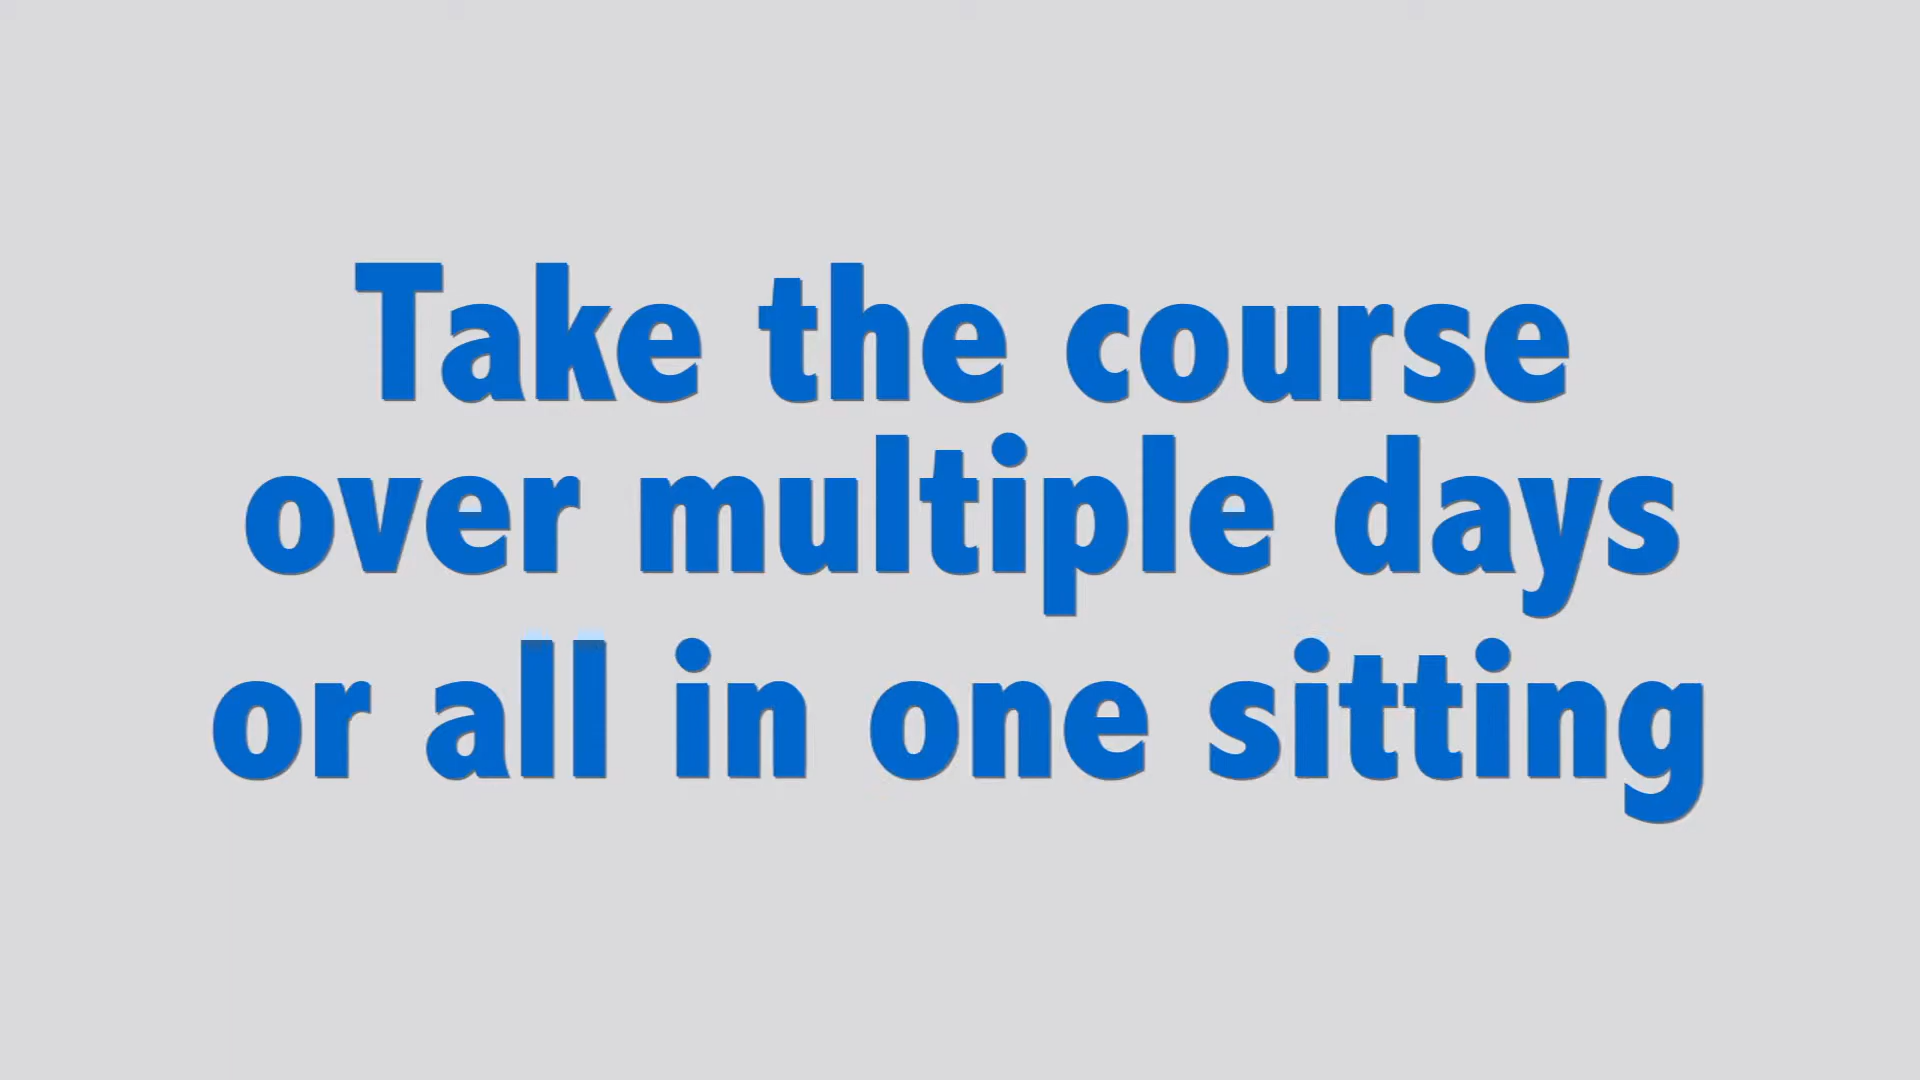 Take the course
over multiple days
or all in one sitting